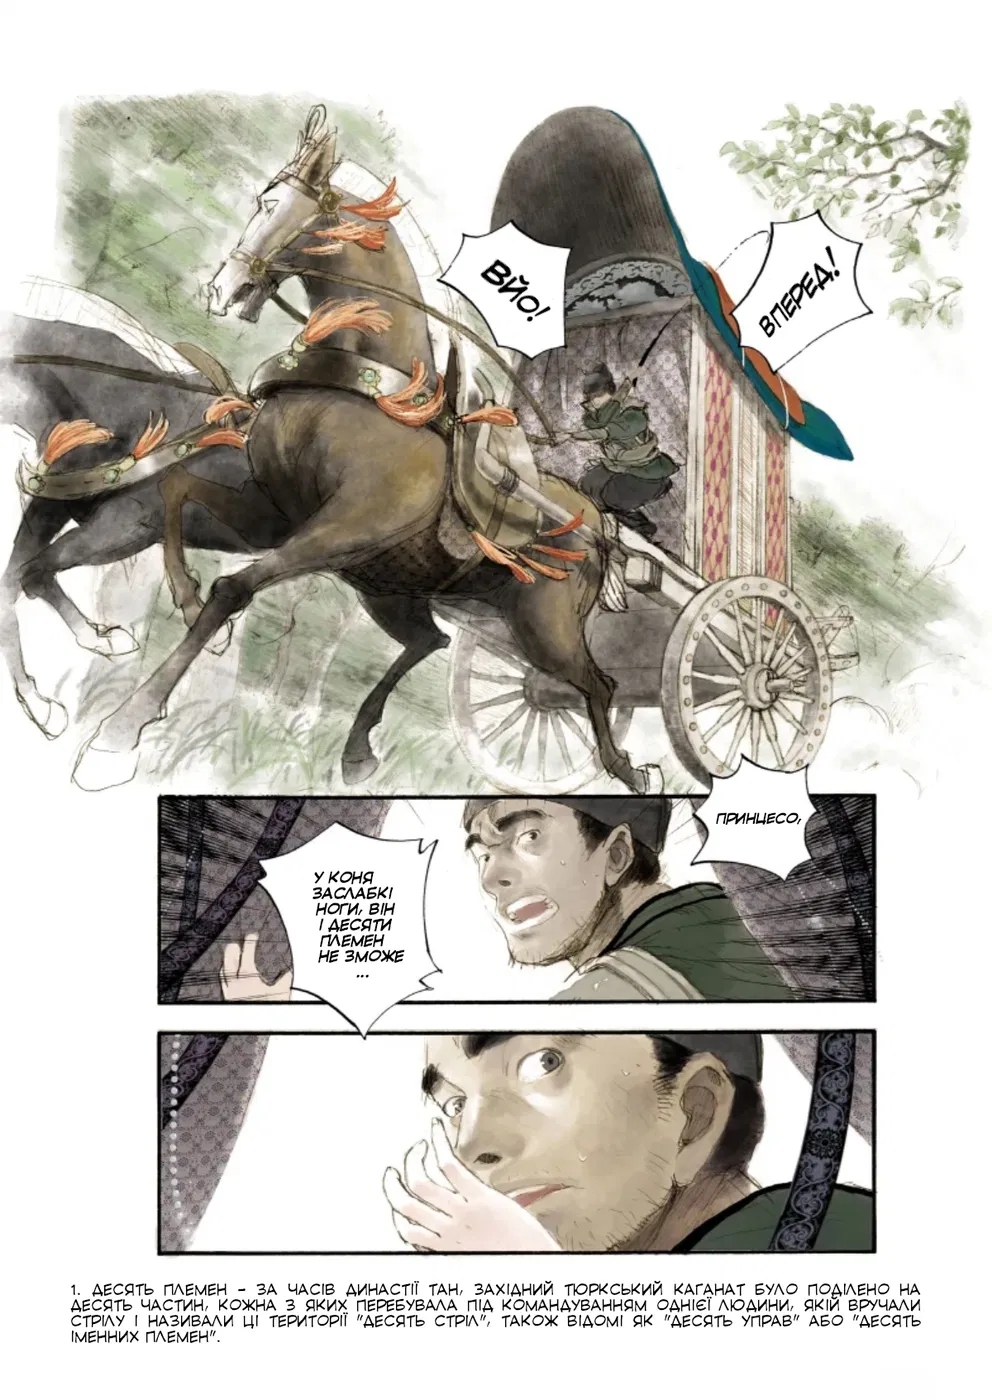 ВЙО!
ВПЕРЕД!
ПРИНЦЕСО,
У КОНЯ
ЗАСЛАБКІ
НОГИ, ВІН
І ДЕСЯТИ
ПЛЕМЕН
НЕ ЗМОЖЕ
...
1. ДЕСЯТЬ ПЛЕМЕН - ЗА ЧАСІВ ДИНАСТІЇ ТАН, ЗАХІДНИЙ ТЮРКСЬКИЙ КАГАНАТ БУЛО ПОДІЛЕНО НА
ДЕСЯТЬ ЧАСТИН, КОЖНА З ЯКИХ ПЕРЕБУВАЛА ПІД КОМАНДУВАННЯМ ОДНІЄЇ ЛЮДИНИ, ЯКІЙ ВРУЧАЛИ
СТРІЛУ І НАЗИВАЛИ ЦІ ТЕРИТОРІЇ "ДЕСЯТЬ СТРІЛ", ТАКОЖ ВІДОМІ ЯК "ДЕСЯТЬ УПРАВ" АБО "ДЕСЯТЬ
ІМЕННИХ ПЛЕМЕН".